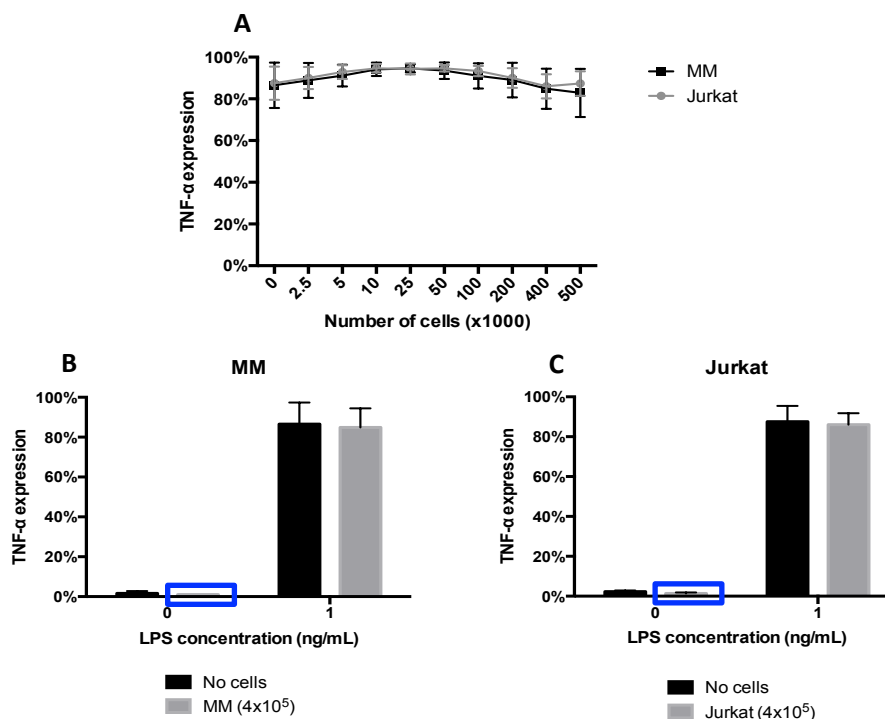 A
100%
80%
60%
40%
20%
0%
TNF-α expression
0 2.5 5 10 25 50 100 200 400 500
Number of cells (x1000)
MM
Jurkat
B
MM
100%
80%
60%
40%
20%
0%
TNF-α expression
0 1
LPS concentration (ng/mL)
No cells
MM (4x10⁵)
C
Jurkat
100%
80%
60%
40%
20%
0%
TNF-α expression
0 1
LPS concentration (ng/mL)
No cells
Jurkat (4x10⁵)